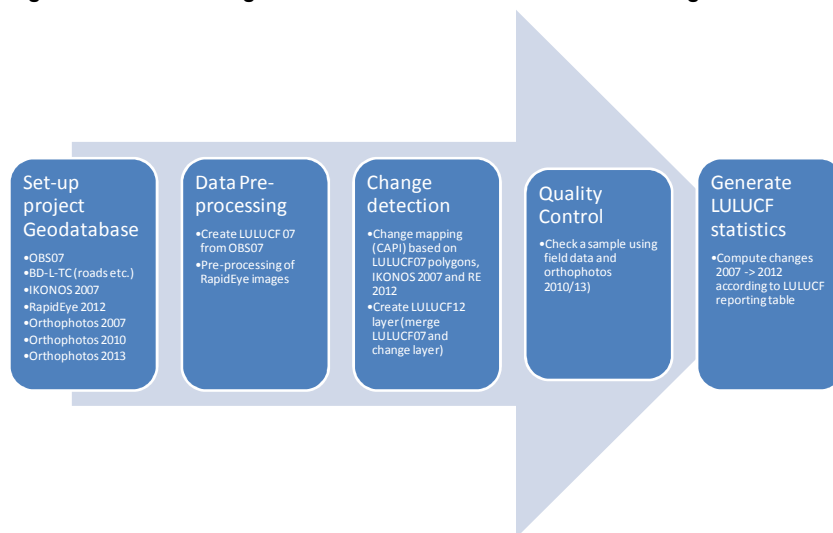 Set-up
project
Geodatabase
•OBS07
•BD-L-TC (roads etc.)
•IKONOS 2007
•RapidEye 2012
•Orthophotos 2007
•Orthophotos 2010
•Orthophotos 2013
Data Pre-
processing
•Create LULUCF 07
from OBS07
•Pre-processing of
RapidEye images
Change
detection
•Change mapping
(CAPI) based on
LULUCF07 polygons,
IKONOS 2007 and RE
2012
•Create LULUCF12
layer (merge
LULUCF07 and
change layer)
Quality
Control
•Check a sample using
field data and
orthophotos
2010/13)
Generate
LULUCF
statistics
•Compute changes
2007 -> 2012
according to LULUCF
reporting table